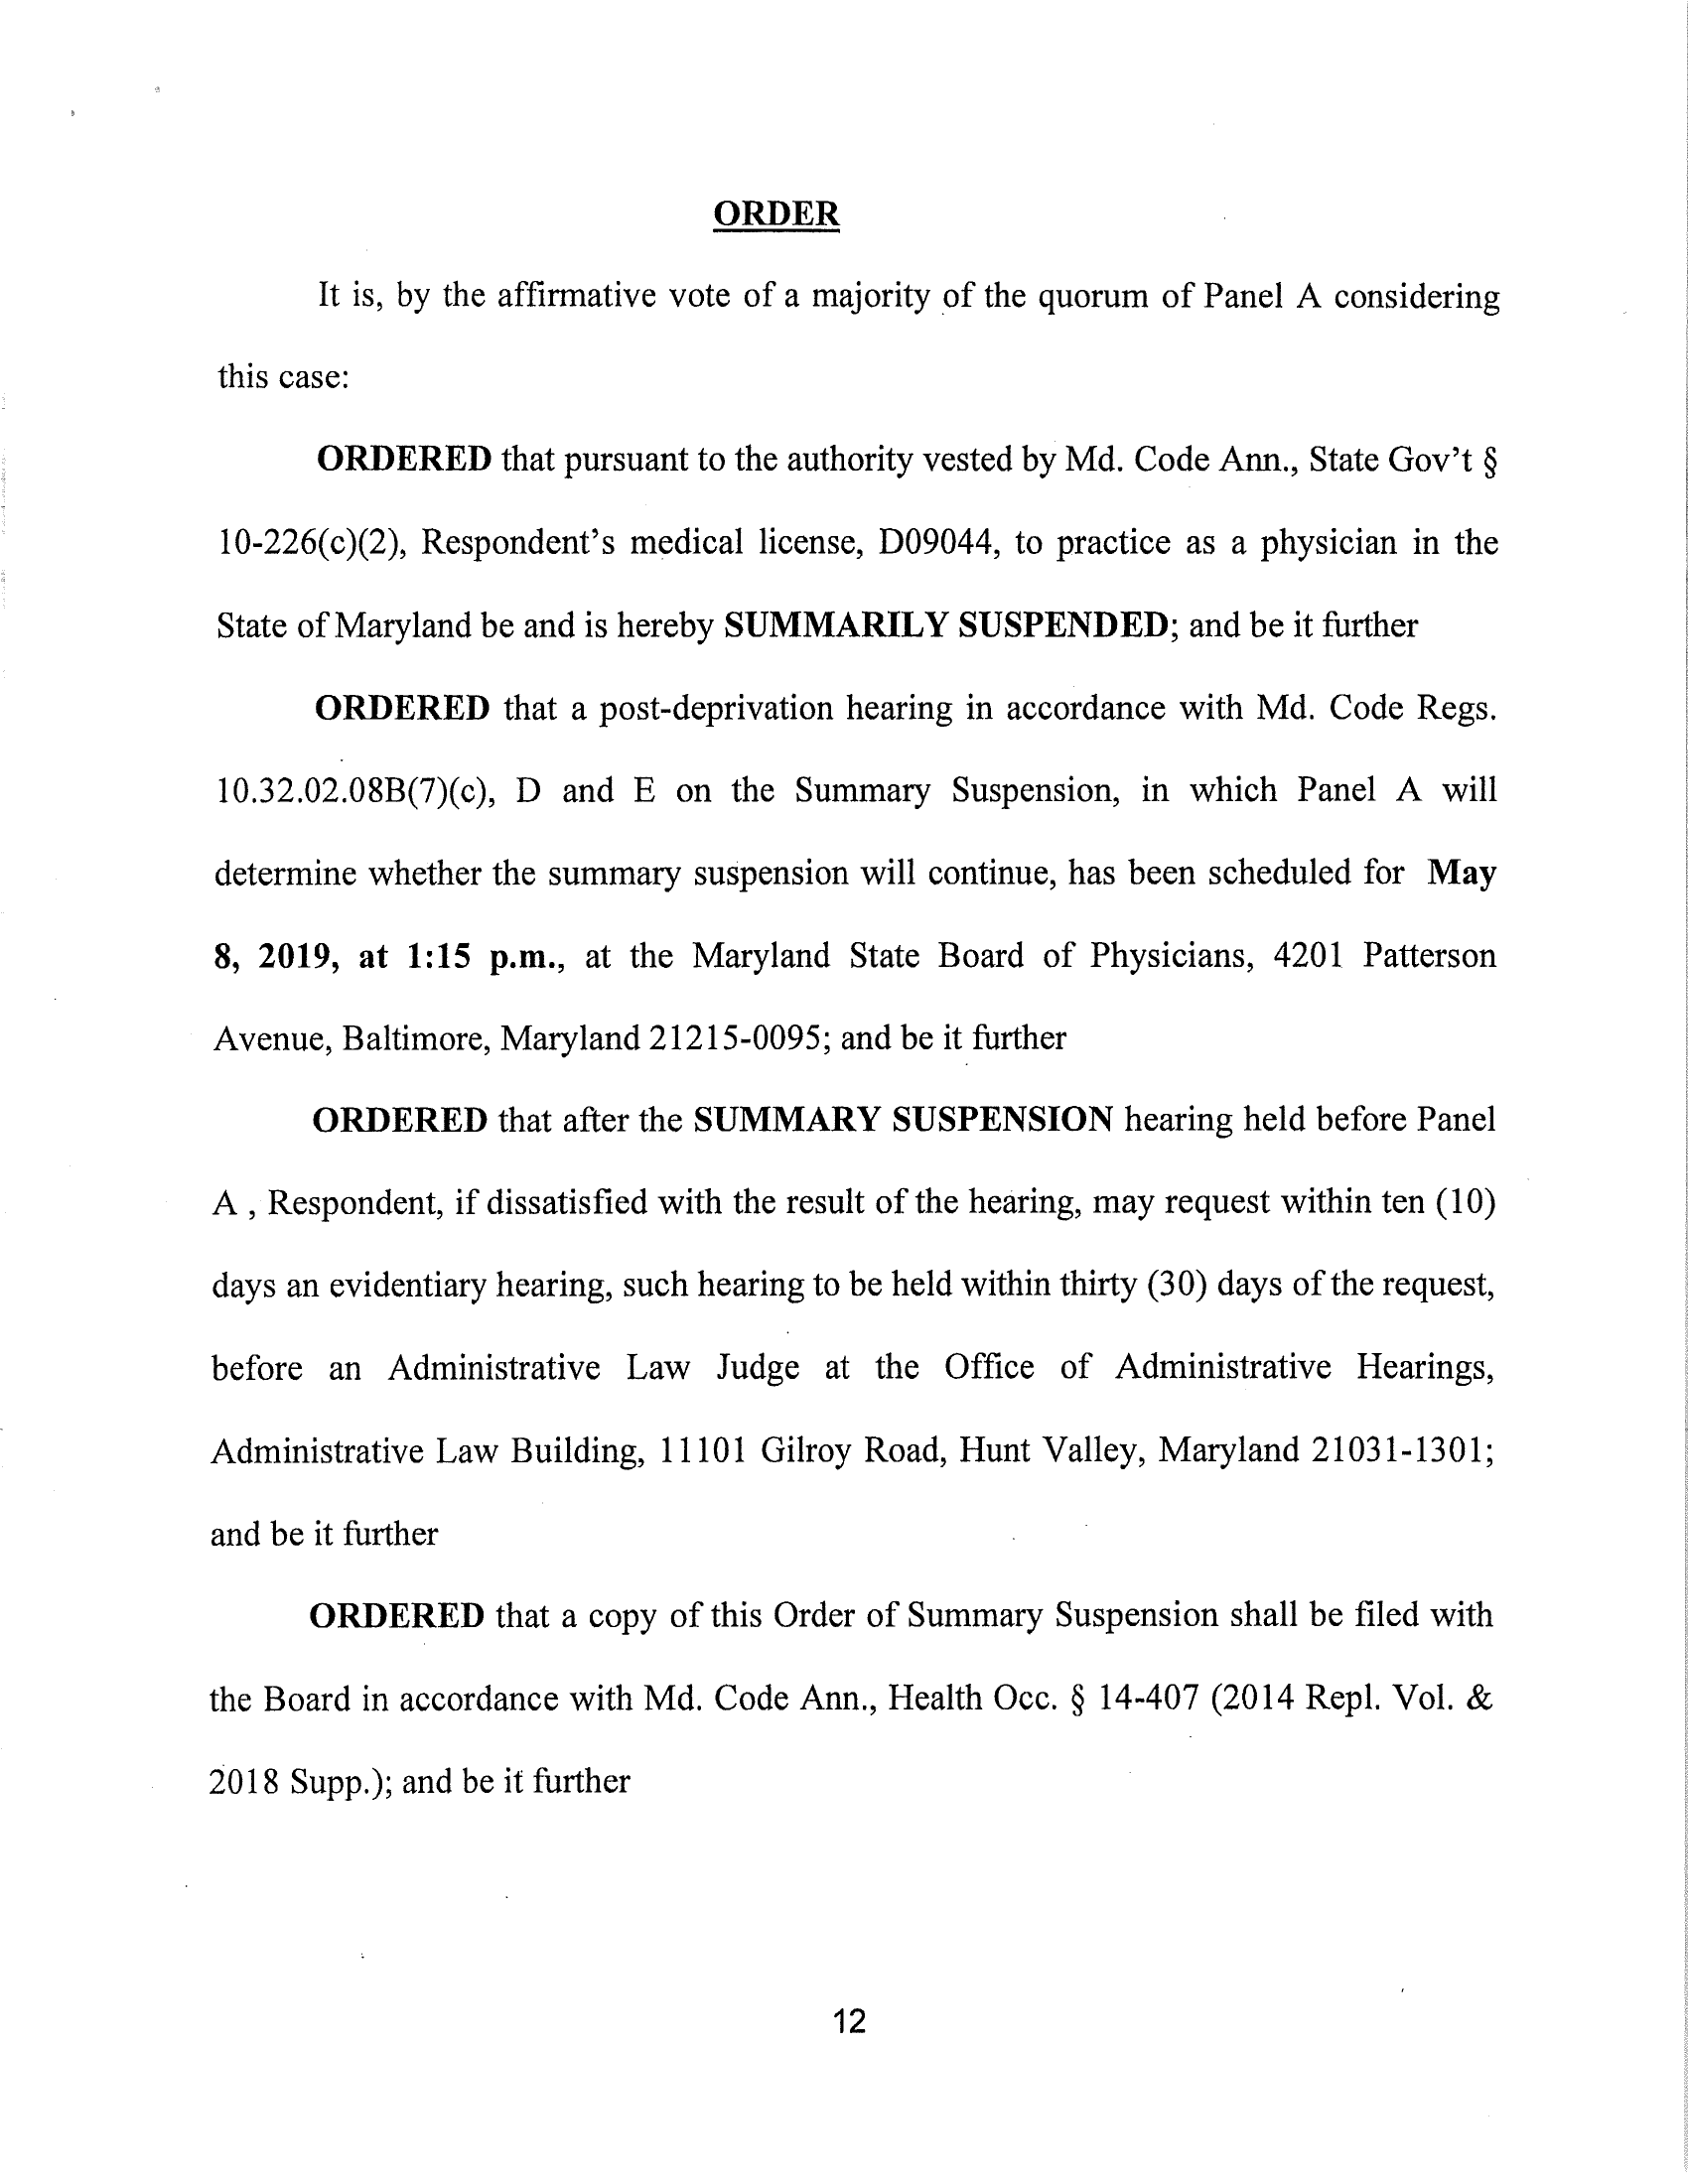 ORDER
It is, by the affirmative vote of a majority of the quorum of Panel A considering
this case:
ORDERED that pursuant to the authority vested by Md. Code Ann., State Gov't §
10-226(c)(2), Respondent's medical license, D09044, to practice as a physician in the
State of Maryland be and is hereby SUMMARILY SUSPENDED; and be it further
ORDERED that a post-deprivation hearing in accordance with Md. Code Regs.
10.32.02.08B(7)(c), D and E on the Summary Suspension, in which Panel A will
determine whether the summary suspension will continue, has been scheduled for May
8, 2019, at 1:15 p.m., at the Maryland State Board of Physicians, 4201 Patterson
Avenue, Baltimore, Maryland 21215-0095; and be it further
ORDERED that after the SUMMARY SUSPENSION hearing held before Panel
A , Respondent, if dissatisfied with the result of the hearing, may request within ten (10)
days an evidentiary hearing, such hearing to be held within thirty (30) days of the request,
before an Administrative Law Judge at the Office of Administrative Hearings,
Administrative Law Building, 11101 Gilroy Road, Hunt Valley, Maryland 21031-1301;
and be it further
ORDERED that a copy of this Order of Summary Suspension shall be filed with
the Board in accordance with Md. Code Ann., Health Occ. § 14-407 (2014 Repl. Vol. &
2018 Supp.); and be it further
12